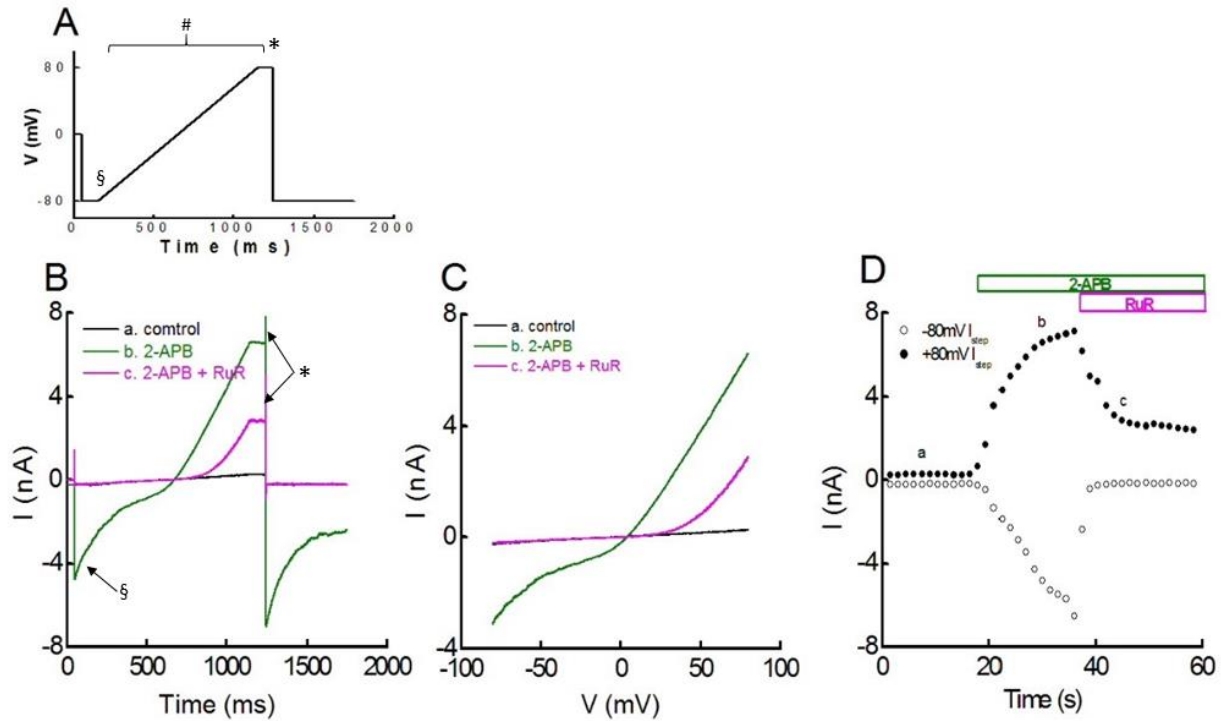 A
#
*
80
0
-80
V (mV)
§
0
500
1000
1500
2000
Time (ms)
B
8
4
0
-4
-8
I (nA)
a. comtrol
b. 2-APB
c. 2-APB + RuR
*
§
0
500
1000
1500
2000
Time (ms)
C
8
4
0
-4
I (nA)
a. control
b. 2-APB
c. 2-APB + RuR
-100
-50
0
50
100
V (mV)
D
2-APB
RuR
8
4
0
-4
-8
I (nA)
-80mV Istep
+80mV Istep
a
b
c
0
20
40
60
Time (s)